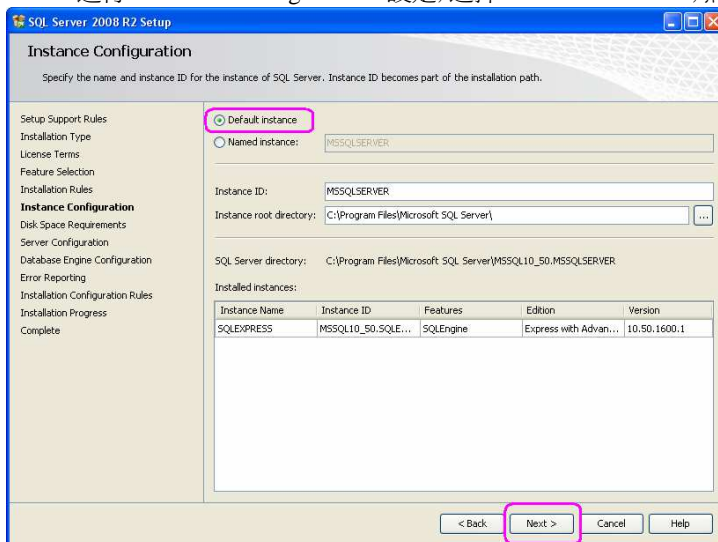 SQL Server 2008 R2 Setup
Instance Configuration
Specify the name and instance ID for the instance of SQL Server. Instance ID becomes part of the installation path.
Setup Support Rules
Installation Type
License Terms
Feature Selection
Installation Rules
Instance Configuration
Disk Space Requirements
Server Configuration
Database Engine Configuration
Error Reporting
Installation Configuration Rules
Installation Progress
Complete
Default instance
Named instance: MSSQLSERVER
Instance ID: MSSQLSERVER
Instance root directory: C:\Program Files\Microsoft SQL Server\ ...
SQL Server directory: C:\Program Files\Microsoft SQL Server\MSSQL10_50.MSSQLSERVER
Installed instances:
Instance Name Instance ID Features Edition Version
SQLEXPRESS MSSQL10_50.SQLE... SQLEngine Express with Advan... 10.50.1600.1
< Back Next > Cancel Help